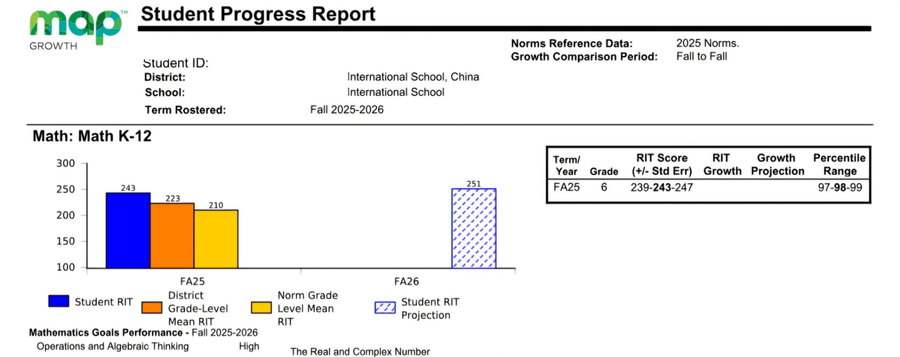 map™
GROWTH
Student Progress Report
Norms Reference Data: 2025 Norms.
Growth Comparison Period: Fall to Fall
Student ID:
District: International School, China
School: International School
Term Rostered: Fall 2025-2026
Math: Math K-12
300
250
200
150
100
243
223
210
251
FA25
FA26
Student RIT
District Grade-Level Mean RIT
Norm Grade Level Mean RIT
Student RIT Projection
Term/Year Grade RIT Score (+/- Std Err) RIT Growth Growth Projection Percentile Range
FA25 6 239-243-247 97-98-99
Mathematics Goals Performance - Fall 2025-2026
Operations and Algebraic Thinking High
The Real and Complex Number